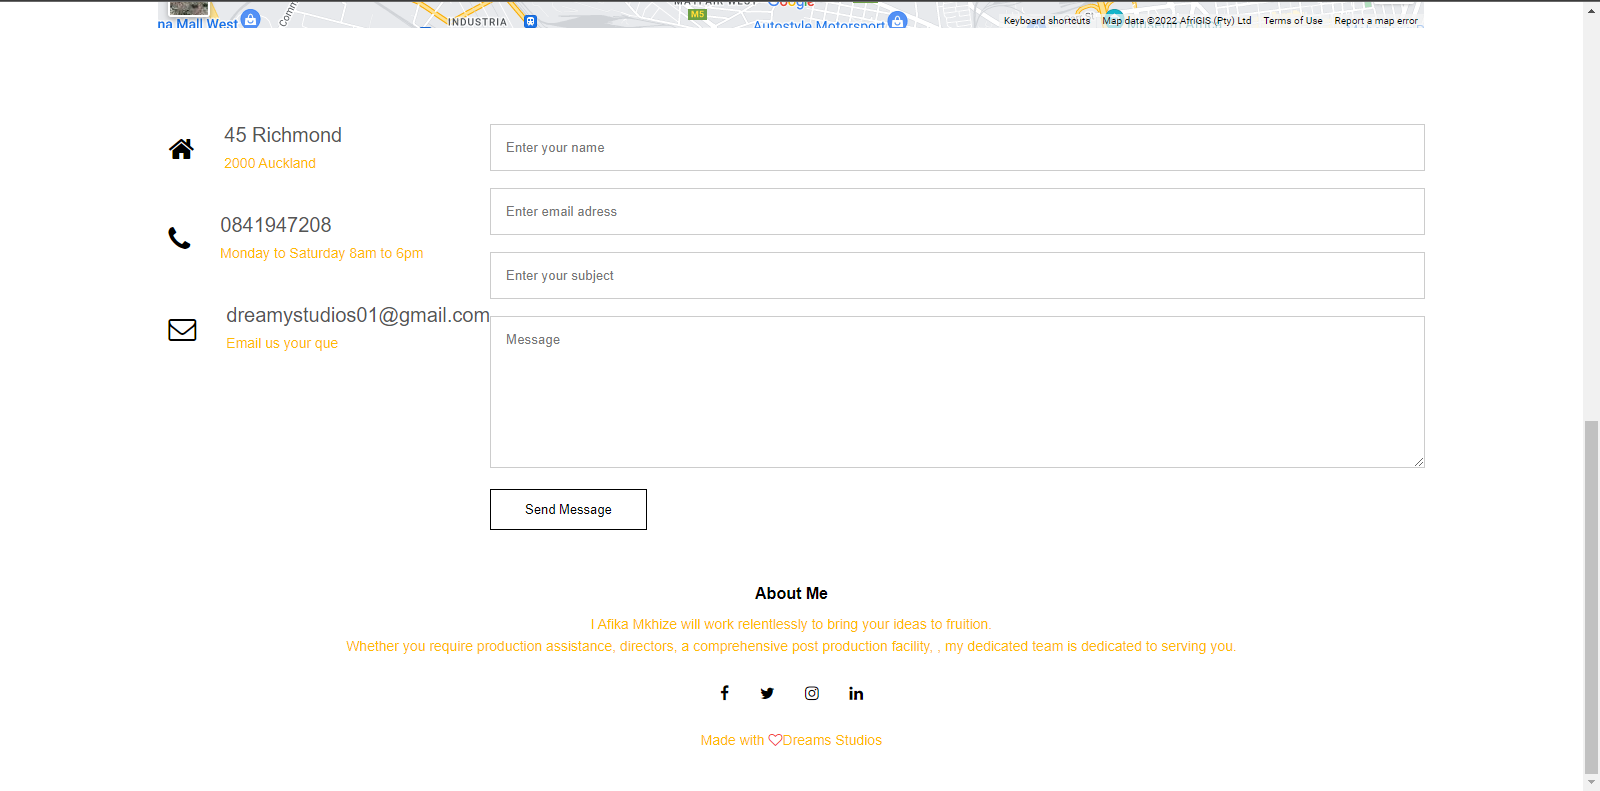 na Mall West
Comm
INDUSTRIA
M5
Google
Autostyle Motorsport
Keyboard shortcuts
Map data ©2022 AfriGIS (Pty) Ltd
Terms of Use
Report a map error
45 Richmond
2000 Auckland
0841947208
Monday to Saturday 8am to 6pm
dreamystudios01@gmail.com
Email us your que
Enter your name
Enter email adress
Enter your subject
Message
Send Message
About Me
I Afika Mkhize will work relentlessly to bring your ideas to fruition.
Whether you require production assistance, directors, a comprehensive post production facility, , my dedicated team is dedicated to serving you.
Made with ♡Dreams Studios